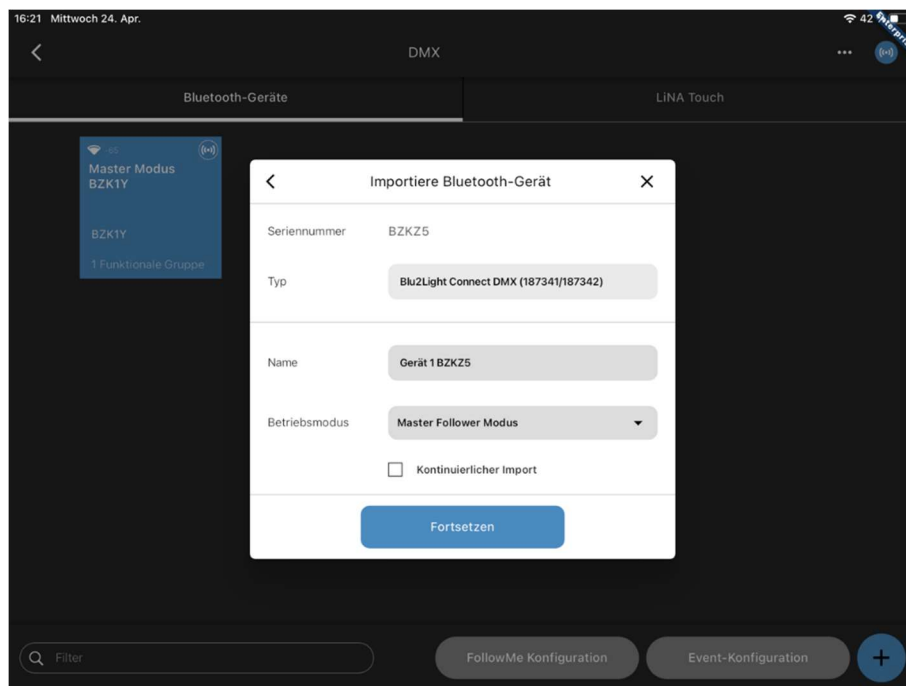 16:21 Mittwoch 24. Apr.
42
DMX
Bluetooth-Geräte
LiNA Touch
-65
Master Modus
BZK1Y
BZK1Y
1 Funktionale Gruppe
Importiere Bluetooth-Gerät
Seriennummer BZKZ5
Typ Blu2Light Connect DMX (187341/187342)
Name Gerät 1 BZKZ5
Betriebsmodus Master Follower Modus
Kontinuierlicher Import
Fortsetzen
Filter
FollowMe Konfiguration
Event-Konfiguration